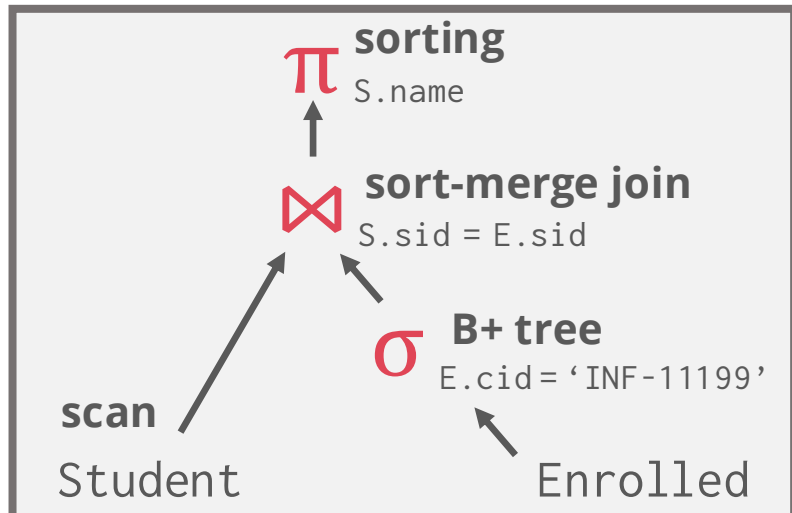 π sorting
S.name
⋈ sort-merge join
S.sid = E.sid
σ B+ tree
E.cid = ‘INF-11199’
scan
Student
Enrolled